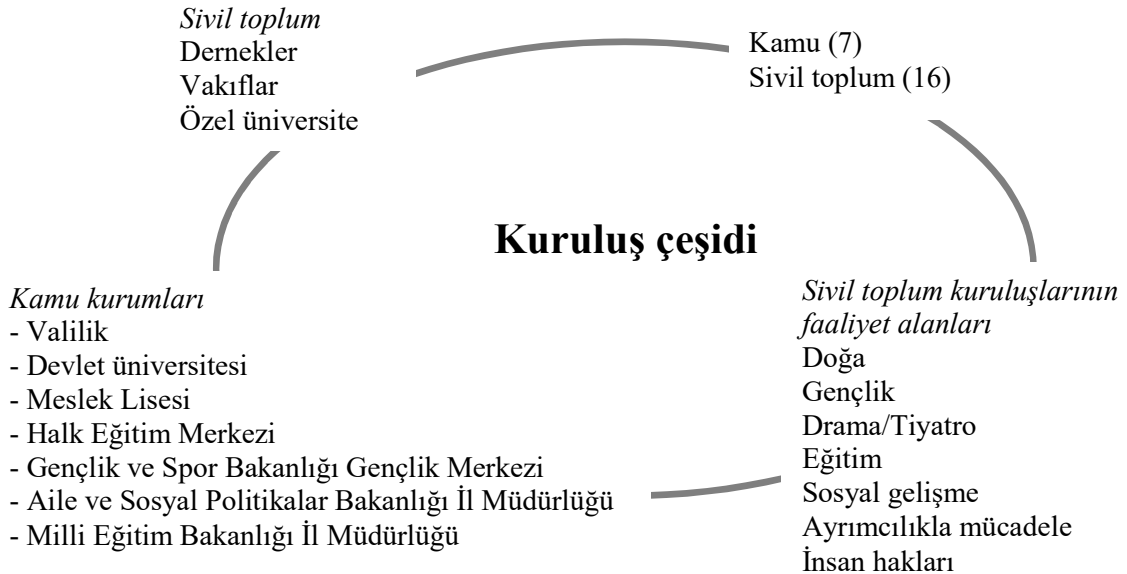 Sivil toplum
Dernekler
Vakıflar
Özel üniversite
Kamu (7)
Sivil toplum (16)
Kuruluş çeşidi
Kamu kurumları
- Valilik
- Devlet üniversitesi
- Meslek Lisesi
- Halk Eğitim Merkezi
- Gençlik ve Spor Bakanlığı Gençlik Merkezi
- Aile ve Sosyal Politikalar Bakanlığı İl Müdürlüğü
- Milli Eğitim Bakanlığı İl Müdürlüğü
Sivil toplum kuruluşlarının
faaliyet alanları
Doğa
Gençlik
Drama/Tiyatro
Eğitim
Sosyal gelişme
Ayrımcılıkla mücadele
İnsan hakları